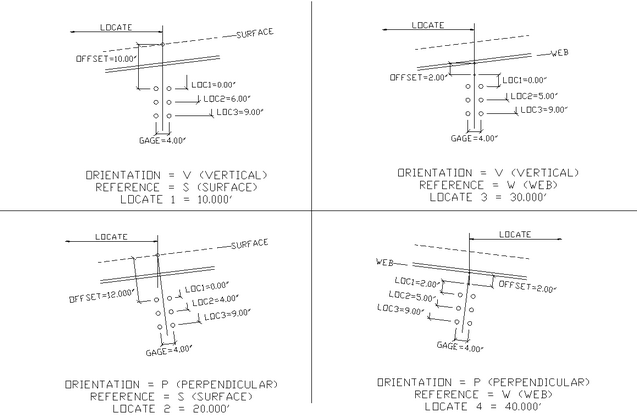 LOCATE
SURFACE
OFFSET=10.00"
LOC1=0.00"
LOC2=6.00"
LOC3=9.00"
GAGE=4.00"
ORIENTATION = V (VERTICAL)
REFERENCE = S (SURFACE)
LOCATE 1 = 10.000'
LOCATE
WEB
OFFSET=2.00"
LOC1=0.00"
LOC2=5.00"
LOC3=9.00"
GAGE=4.00"
ORIENTATION = V (VERTICAL)
REFERENCE = W (WEB)
LOCATE 3 = 30.000'
LOCATE
SURFACE
OFFSET=12.000"
LOC1=0.00"
LOC2=4.00"
LOC3=9.00"
GAGE=4.00"
ORIENTATION = P (PERPENDICULAR)
REFERENCE = S (SURFACE)
LOCATE 2 = 20.000'
LOCATE
WEB
LOC1=2.00"
OFFSET=2.00"
LOC2=5.00"
LOC3=9.00"
GAGE=4.00"
ORIENTATION = P (PERPENDICULAR)
REFERENCE = W (WEB)
LOCATE 4 = 40.000'